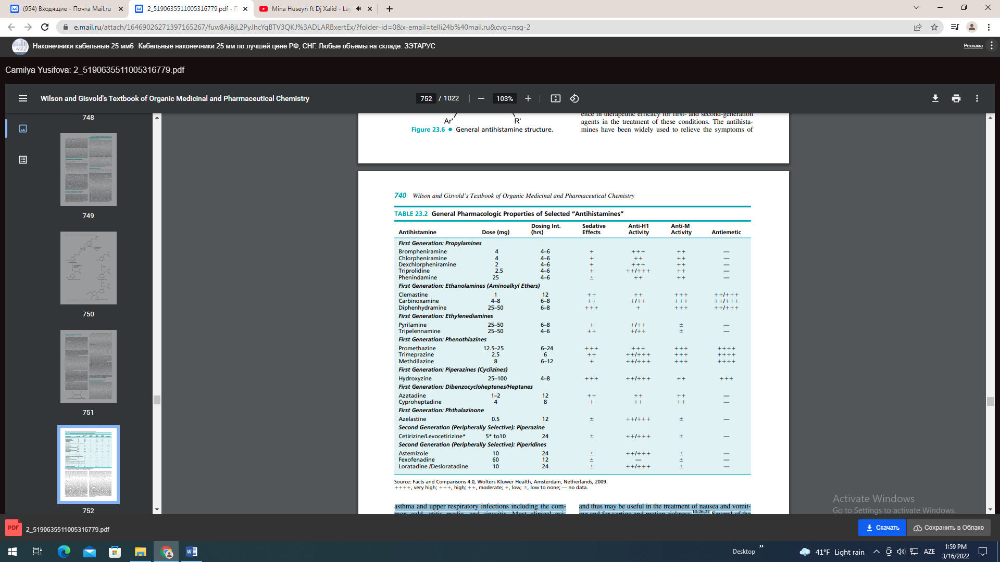 (954) Входящие - Почта Mail.ru
2_5190635511005316779.pdf - П
Mina Huseyn ft Dj Xalid - Lay
e.mail.ru/attach/16469026271397165267/fuw8Ai8jL2PyJhcYqBTV3QKJ%3ADLARBxertEx/?folder-id=0&x-email=telli24b%40mail.ru&cvg=nsg-2
Наконечники кабельные 25 мм6 Кабельные наконечники 25 мм по лучшей цене РФ, СНГ. Любые объемы на складе. ЗЭТАРУС
Реклама
Camilya Yusifova: 2_5190635511005316779.pdf
Wilson and Gisvold's Textbook of Organic Medicinal and Pharmaceutical Chemistry
752 / 1022
103%
748
749
750
751
752
Ar'
R'
Figure 23.6 ● General antihistamine structure.
ence in therapeutic efficacy for first- and second-generation
agents in the treatment of these conditions. The antihista-
mines have been widely used to relieve the symptoms of
740 Wilson and Gisvold's Textbook of Organic Medicinal and Pharmaceutical Chemistry
TABLE 23.2 General Pharmacologic Properties of Selected “Antihistamines”
Antihistamine Dose (mg) Dosing Int. (hrs) Sedative Effects Anti-H1 Activity Anti-M Activity Antiemetic
First Generation: Propylamines
Brompheniramine 4 4–6 + +++ ++ —
Chlorpheniramine 4 4–6 + ++ ++ —
Dexchlorpheniramine 2 4–6 + +++ ++ —
Triprolidine 2.5 4–6 + ++/+++ ++ —
Phenindamine 25 4–6 ± ++ ++ —
First Generation: Ethanolamines (Aminoalkyl Ethers)
Clemastine 1 12 ++ ++ +++ ++/+++
Carbinoxamine 4–8 6–8 ++ +/++ +++ ++/+++
Diphenhydramine 25–50 6–8 +++ + +++ ++/+++
First Generation: Ethylenediamines
Pyrilamine 25–50 6–8 + +/++ ± —
Tripelennamine 25–50 4–6 ++ +/++ ± —
First Generation: Phenothiazines
Promethazine 12.5–25 6–24 +++ +++ +++ ++++
Trimeprazine 2.5 6 ++ ++/+++ +++ ++++
Methdilazine 8 6–12 + ++/+++ +++ ++++
First Generation: Piperazines (Cyclizines)
Hydroxyzine 25–100 4–8 +++ ++/+++ ++ +++
First Generation: Dibenzocycloheptenes/Heptanes
Azatadine 1–2 12 ++ ++ ++ —
Cyproheptadine 4 8 + ++ ++ —
First Generation: Phthalazinone
Azelastine 0.5 12 ± ++/+++ ± —
Second Generation (Peripherally Selective): Piperazine
Cetirizine/Levocetirizine* 5* to10 24 ± ++/+++ ± —
Second Generation (Peripherally Selective): Piperidines
Astemizole 10 24 ± ++/+++ ± —
Fexofenadine 60 12 ± — ± —
Loratadine /Desloratadine 10 24 ± ++/+++ ± —
Source: Facts and Comparisons 4.0, Wolters Kluwer Health, Amsterdam, Netherlands, 2009.
++++, very high; +++, high; ++, moderate; +, low; ±, low to none; — no data.
asthma and upper respiratory infections including the com-
mon cold, otitis media, and sinusitis. Most clinical evi-
and thus may be useful in the treatment of nausea and vomit-
ing and for vertigo and motion sickness.10,26,27 Several of the
Activate Windows
Go to Settings to activate Windows.
PDF
2_5190635511005316779.pdf
Скачать
Сохранить в Облако
Desktop
41°F Light rain
AZE
1:59 PM
3/16/2022